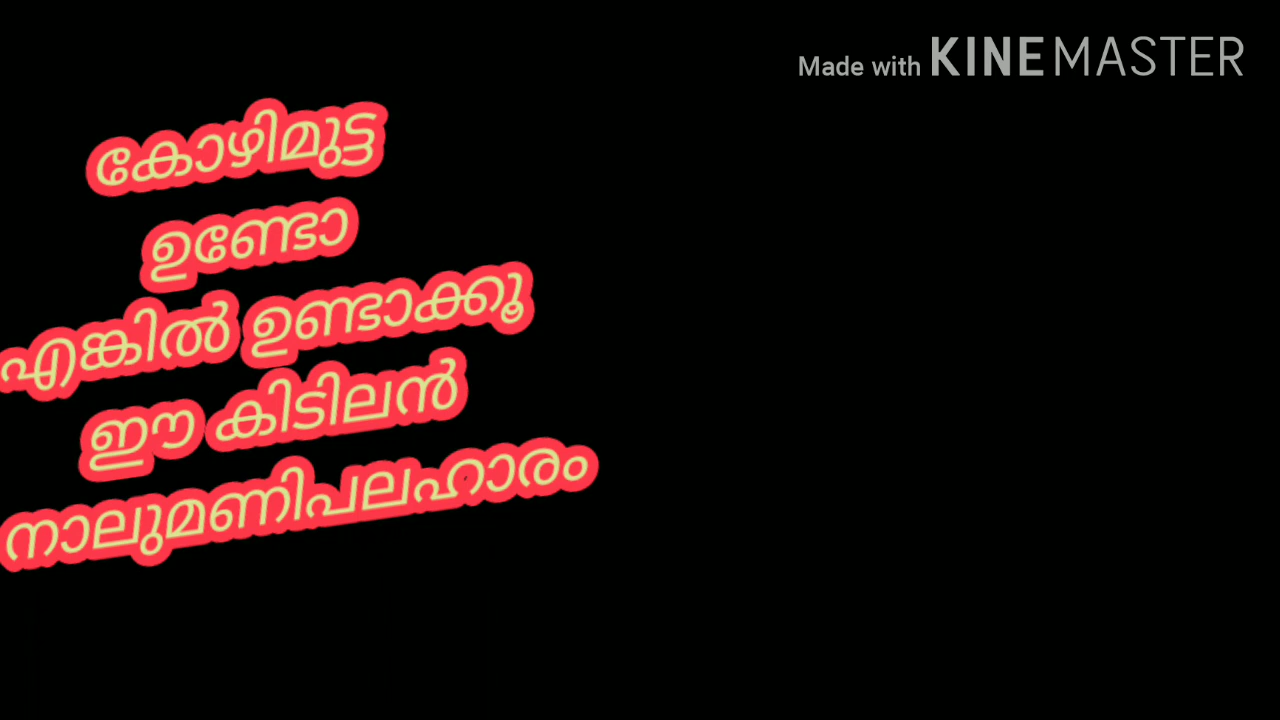 Made with KINEMASTER
കോഴിമുട്ട
ഉണ്ടോ
എങ്കിൽ ഉണ്ടാക്കൂ
ഈ കിടിലൻ
നാലുമണിപലഹാരം